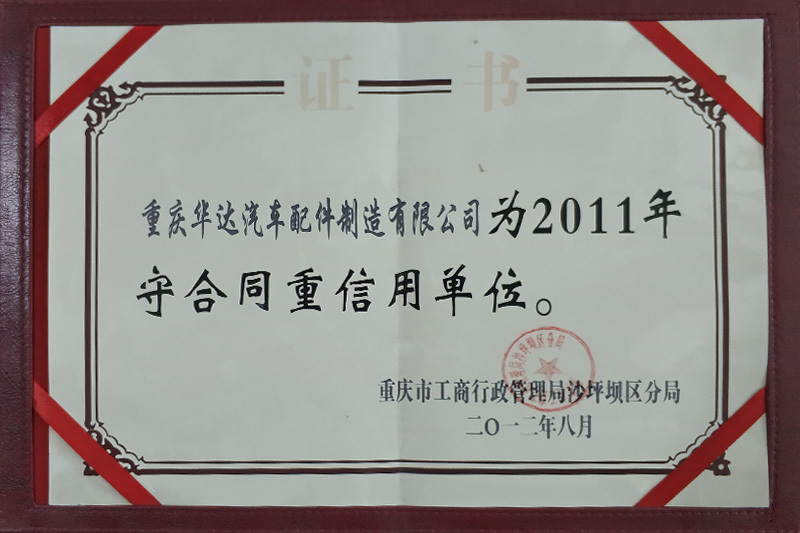 证 书
重庆华达汽车配件制造有限公司为2011年
守合同重信用单位。
重庆市工商行政管理局沙坪坝区分局
二〇一二年八月